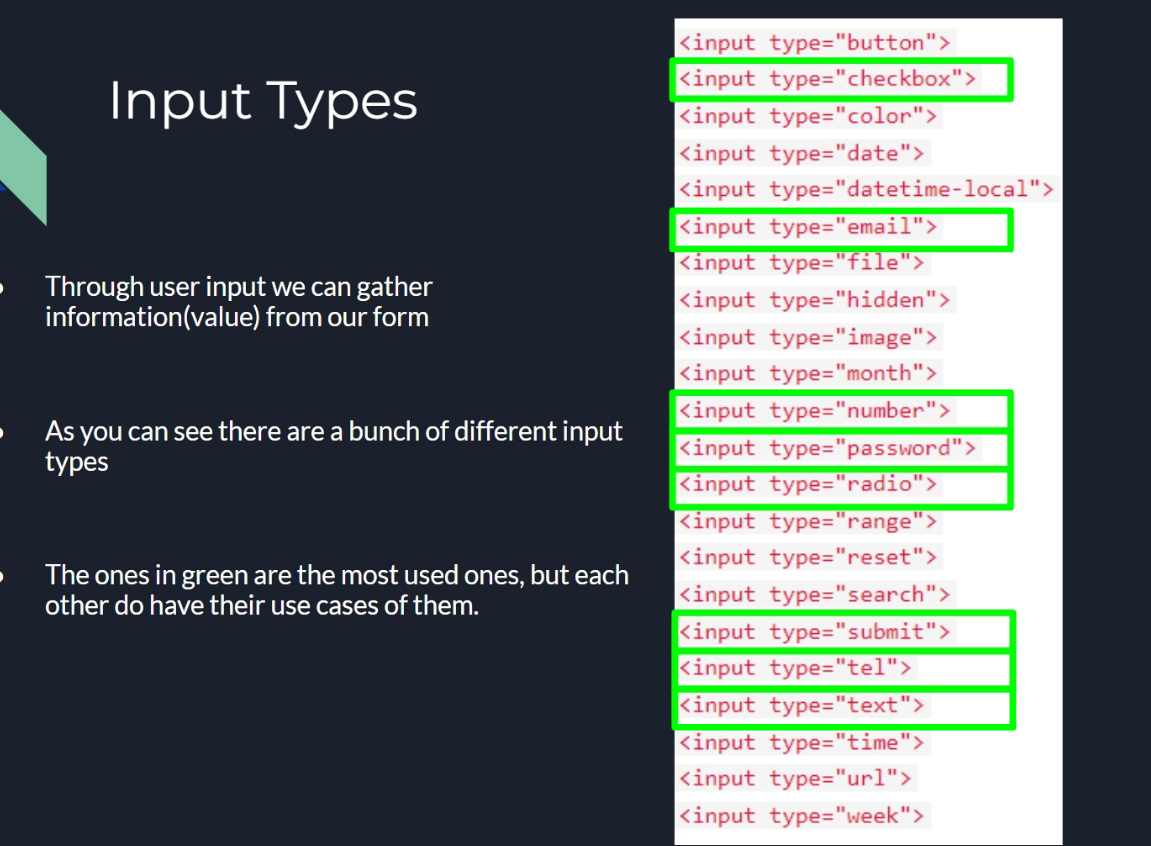 Input Types
Through user input we can gather
information(value) from our form
As you can see there are a bunch of different input
types
The ones in green are the most used ones, but each
other do have their use cases of them.
<input type="button">
<input type="checkbox">
<input type="color">
<input type="date">
<input type="datetime-local">
<input type="email">
<input type="file">
<input type="hidden">
<input type="image">
<input type="month">
<input type="number">
<input type="password">
<input type="radio">
<input type="range">
<input type="reset">
<input type="search">
<input type="submit">
<input type="tel">
<input type="text">
<input type="time">
<input type="url">
<input type="week">